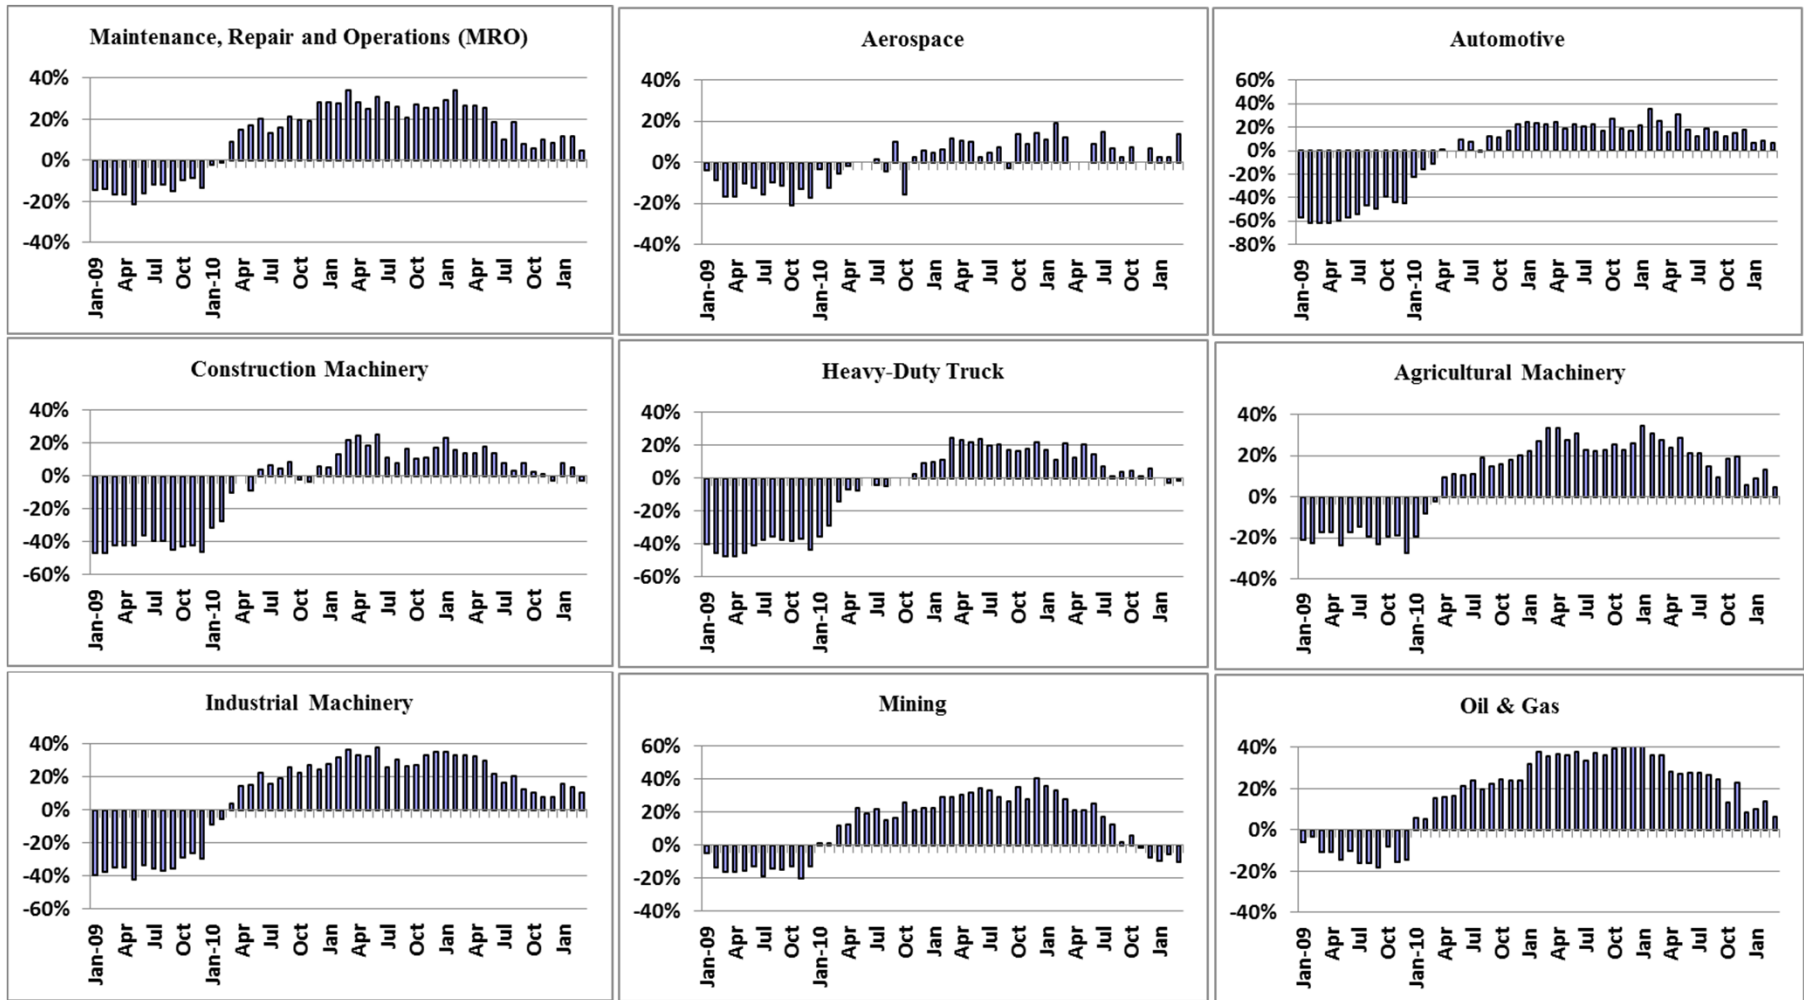 Maintenance, Repair and Operations (MRO)
40%
20%
0%
-20%
-40%
Jan-09 Apr Jul Oct Jan-10 Apr Jul Oct Jan Apr Jul Oct Jan Apr Jul Oct Jan
Aerospace
40%
20%
0%
-20%
-40%
Jan-09 Apr Jul Oct Jan-10 Apr Jul Oct Jan Apr Jul Oct Jan Apr Jul Oct Jan
Automotive
60%
40%
20%
0%
-20%
-40%
-60%
-80%
Jan-09 Apr Jul Oct Jan-10 Apr Jul Oct Jan Apr Jul Oct Jan Apr Jul Oct Jan
Construction Machinery
40%
20%
0%
-20%
-40%
-60%
Jan-09 Apr Jul Oct Jan-10 Apr Jul Oct Jan Apr Jul Oct Jan Apr Jul Oct Jan
Heavy-Duty Truck
40%
20%
0%
-20%
-40%
-60%
Jan-09 Apr Jul Oct Jan-10 Apr Jul Oct Jan Apr Jul Oct Jan Apr Jul Oct Jan
Agricultural Machinery
40%
20%
0%
-20%
-40%
Jan-09 Apr Jul Oct Jan-10 Apr Jul Oct Jan Apr Jul Oct Jan Apr Jul Oct Jan
Industrial Machinery
40%
20%
0%
-20%
-40%
-60%
Jan-09 Apr Jul Oct Jan-10 Apr Jul Oct Jan Apr Jul Oct Jan Apr Jul Oct Jan
Mining
60%
40%
20%
0%
-20%
-40%
Jan-09 Apr Jul Oct Jan-10 Apr Jul Oct Jan Apr Jul Oct Jan Apr Jul Oct Jan
Oil & Gas
40%
20%
0%
-20%
-40%
Jan-09 Apr Jul Oct Jan-10 Apr Jul Oct Jan Apr Jul Oct Jan Apr Jul Oct Jan